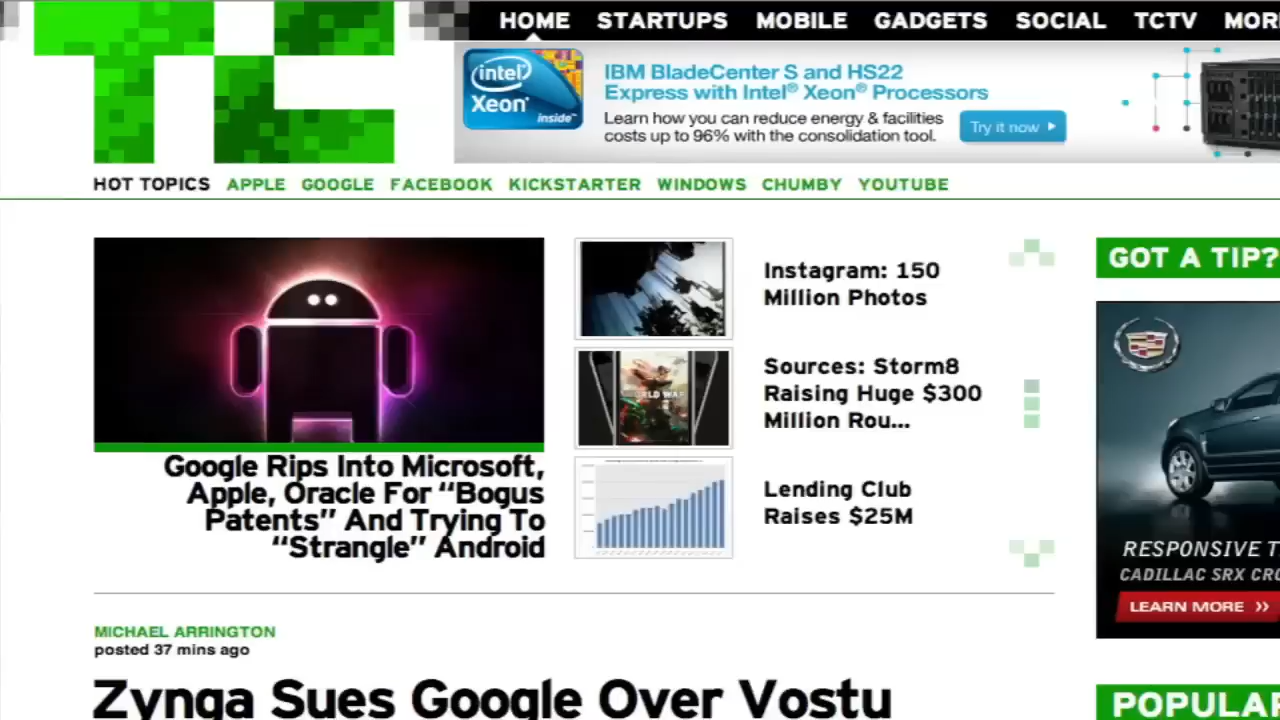 HOME STARTUPS MOBILE GADGETS SOCIAL TCTV MOR
TC
intel
Xeon
inside™
IBM BladeCenter S and HS22
Express with Intel® Xeon® Processors
Learn how you can reduce energy & facilities
costs up to 96% with the consolidation tool.
Try it now
HOT TOPICS APPLE GOOGLE FACEBOOK KICKSTARTER WINDOWS CHUMBY YOUTUBE
Google Rips Into Microsoft,
Apple, Oracle For “Bogus
Patents” And Trying To
“Strangle” Android
Instagram: 150
Million Photos
WORLD WAR
Sources: Storm8
Raising Huge $300
Million Rou...
Lending Club
Raises $25M
GOT A TIP?
RESPONSIVE T
CADILLAC SRX CRO
LEARN MORE »
MICHAEL ARRINGTON
posted 37 mins ago
Zynga Sues Google Over Vostu
POPULAR